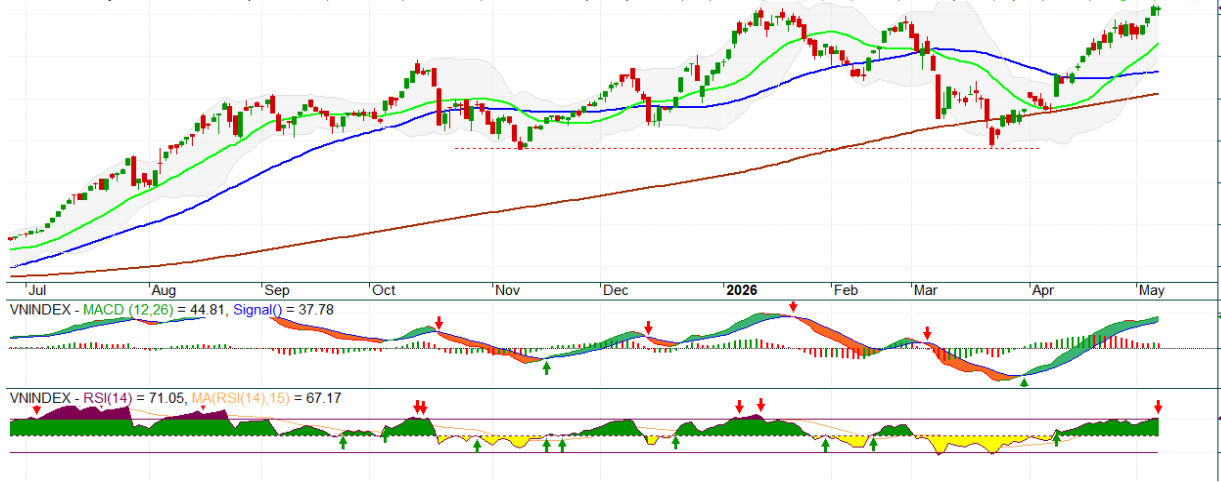 Jul Aug Sep Oct Nov Dec 2026 Feb Mar Apr May
VNINDEX - MACD (12,26) = 44.81, Signal() = 37.78
VNINDEX - RSI(14) = 71.05, MA(RSI(14),15) = 67.17